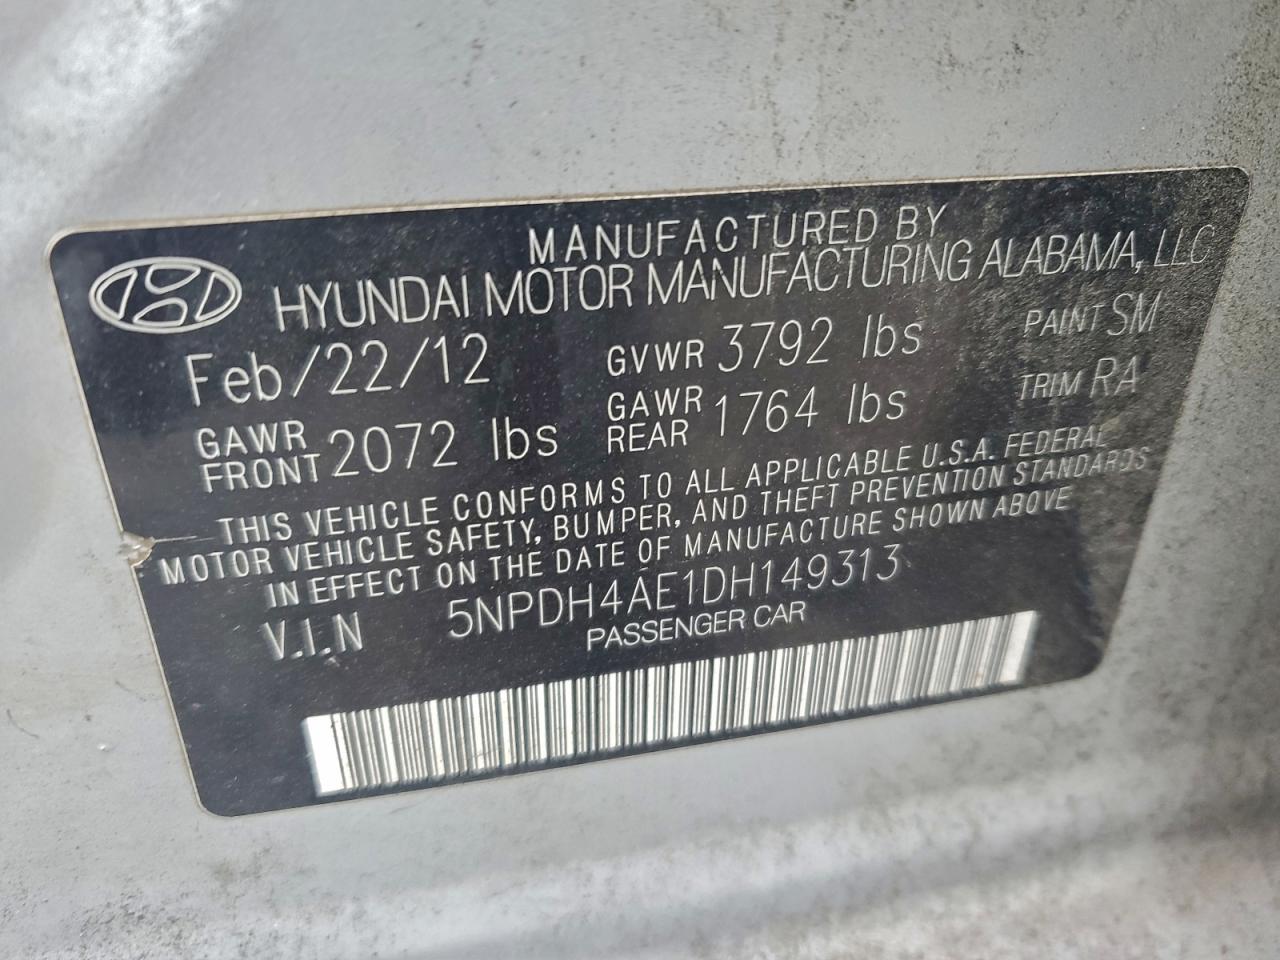 MANUFACTURED BY
HYUNDAI MOTOR MANUFACTURING ALABAMA, LLC
Feb/22/12 GVWR 3792 lbs PAINT SM
GAWR FRONT 2072 lbs GAWR REAR 1764 lbs TRIM RA
THIS VEHICLE CONFORMS TO ALL APPLICABLE U.S.A. FEDERAL
MOTOR VEHICLE SAFETY, BUMPER, AND THEFT PREVENTION STANDARDS
IN EFFECT ON THE DATE OF MANUFACTURE SHOWN ABOVE
V.I.N 5NPDH4AE1DH149313
PASSENGER CAR